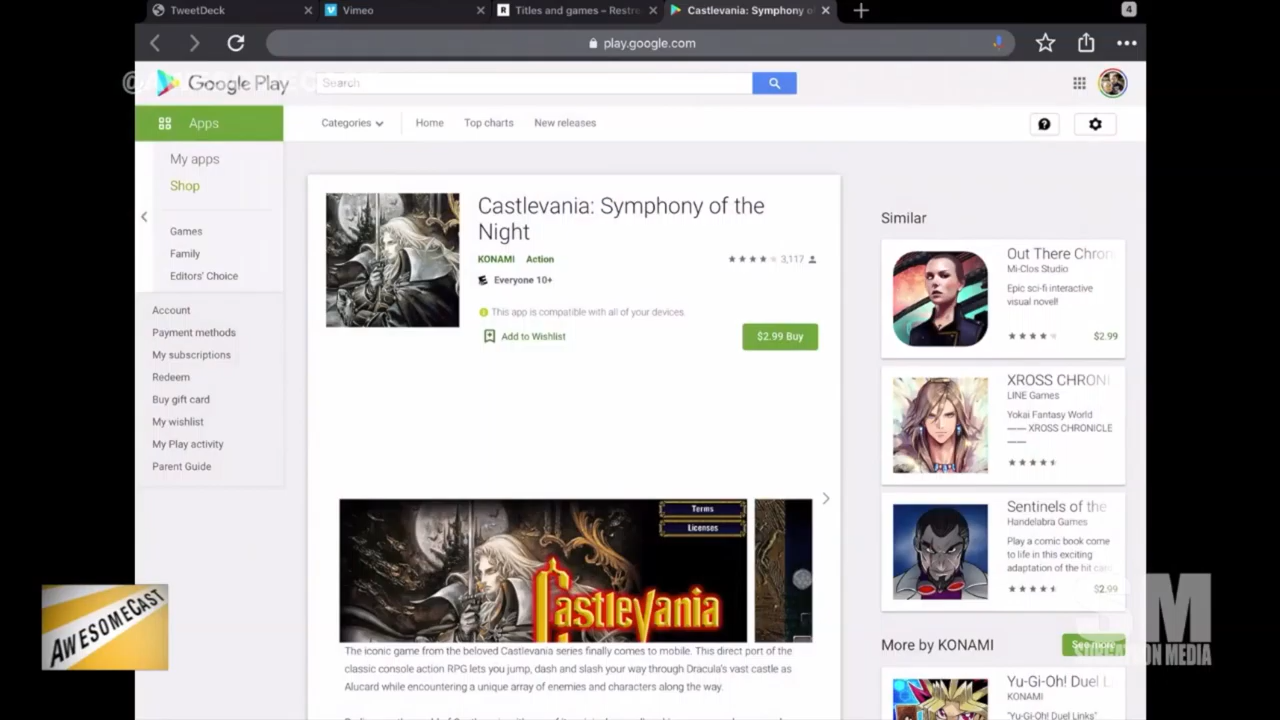 TweetDeck
Vimeo
Titles and games – Restro
Castlevania: Symphony o
4
play.google.com
Google Play
Search
Apps
Categories
Home
Top charts
New releases
My apps
Shop
Games
Family
Editors' Choice
Account
Payment methods
My subscriptions
Redeem
Buy gift card
My wishlist
My Play activity
Parent Guide
Castlevania: Symphony of the
Night
KONAMI Action
3,117
Everyone 10+
This app is compatible with all of your devices.
Add to Wishlist
$2.99 Buy
Terms
Licenses
Castlevania
The iconic game from the beloved Castlevania series finally comes to mobile. This direct port of the
classic console action RPG lets you jump, dash and slash your way through Dracula's vast castle as
Alucard while encountering a unique array of enemies and characters along the way.
Similar
Out There Chron
Mi-Clos Studio
Epic sci-fi interactive
visual novel!
$2.99
XROSS CHRONI
LINE Games
Yokai Fantasy World
—— XROSS CHRONICLE
——
Sentinels of the
Handelabra Games
Play a comic book come
to life in this exciting
adaptation of the hit card
$2.99
More by KONAMI
See more
Yu-Gi-Oh! Duel L
KONAMI
"Yu-Gi-Oh! Duel Links"
AWESOMECAST
SM
SORGATRON MEDIA